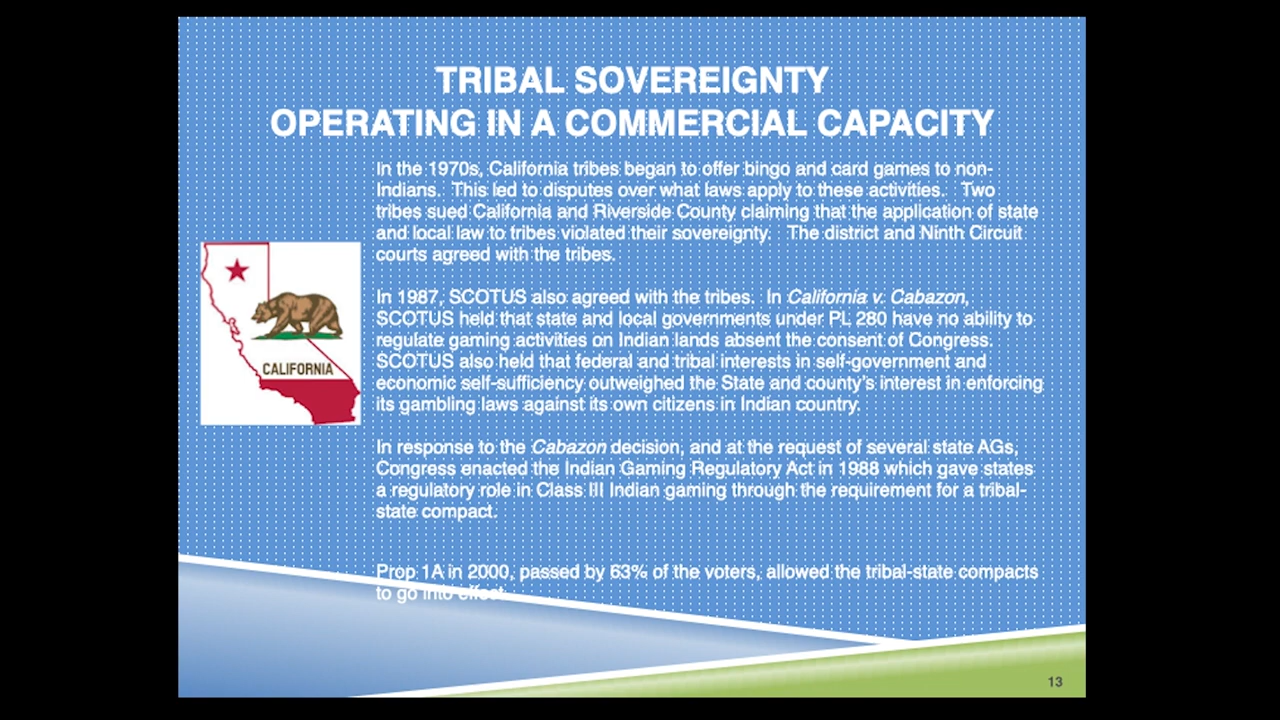 TRIBAL SOVEREIGNTY
OPERATING IN A COMMERCIAL CAPACITY
In the 1970s, California tribes began to offer bingo and card games to non-
Indians. This led to disputes over what laws apply to these activities. Two
tribes sued California and Riverside County claiming that the application of state
and local law to tribes violated their sovereignty. The district and Ninth Circuit
courts agreed with the tribes.
In 1987, SCOTUS also agreed with the tribes. In California v. Cabazon,
SCOTUS held that state and local governments under PL 280 have no ability to
regulate gaming activities on Indian lands absent the consent of Congress.
SCOTUS also held that federal and tribal interests in self-government and
economic self-sufficiency outweighed the State and county's interest in enforcing
its gambling laws against its own citizens in Indian country.
CALIFORNIA
In response to the Cabazon decision, and at the request of several state AGs,
Congress enacted the Indian Gaming Regulatory Act in 1988 which gave states
a regulatory role in Class III Indian gaming through the requirement for a tribal-
state compact.
Prop 1A in 2000, passed by 63% of the voters, allowed the tribal-state compacts
to go into effect.
13